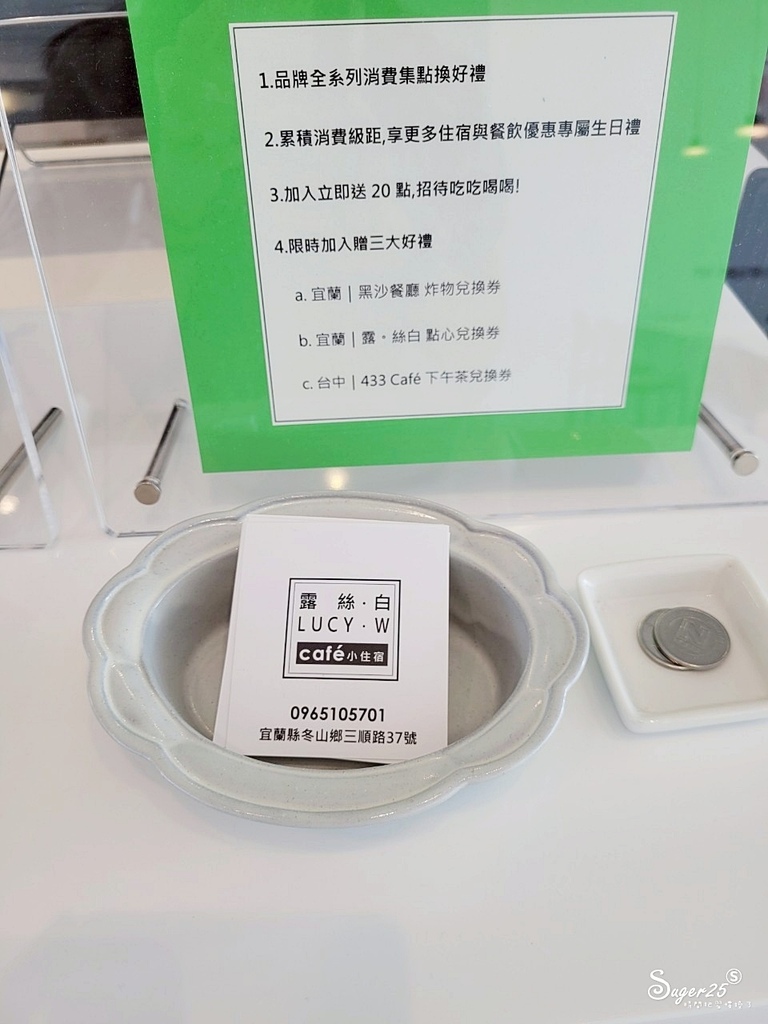 1.品牌全系列消費集點換好禮
2.累積消費級距,享更多住宿與餐飲優惠專屬生日禮
3.加入立即送 20 點,招待吃吃喝喝!
4.限時加入贈三大好禮
a. 宜蘭 | 黑沙餐廳 炸物兌換券
b. 宜蘭 | 露・絲白 點心兌換券
c. 台中 | 433 Café 下午茶兌換券
露 絲·白
LUCY·W
café小住宿
0965105701
宜蘭縣冬山鄉三順路37號
Suger25 S